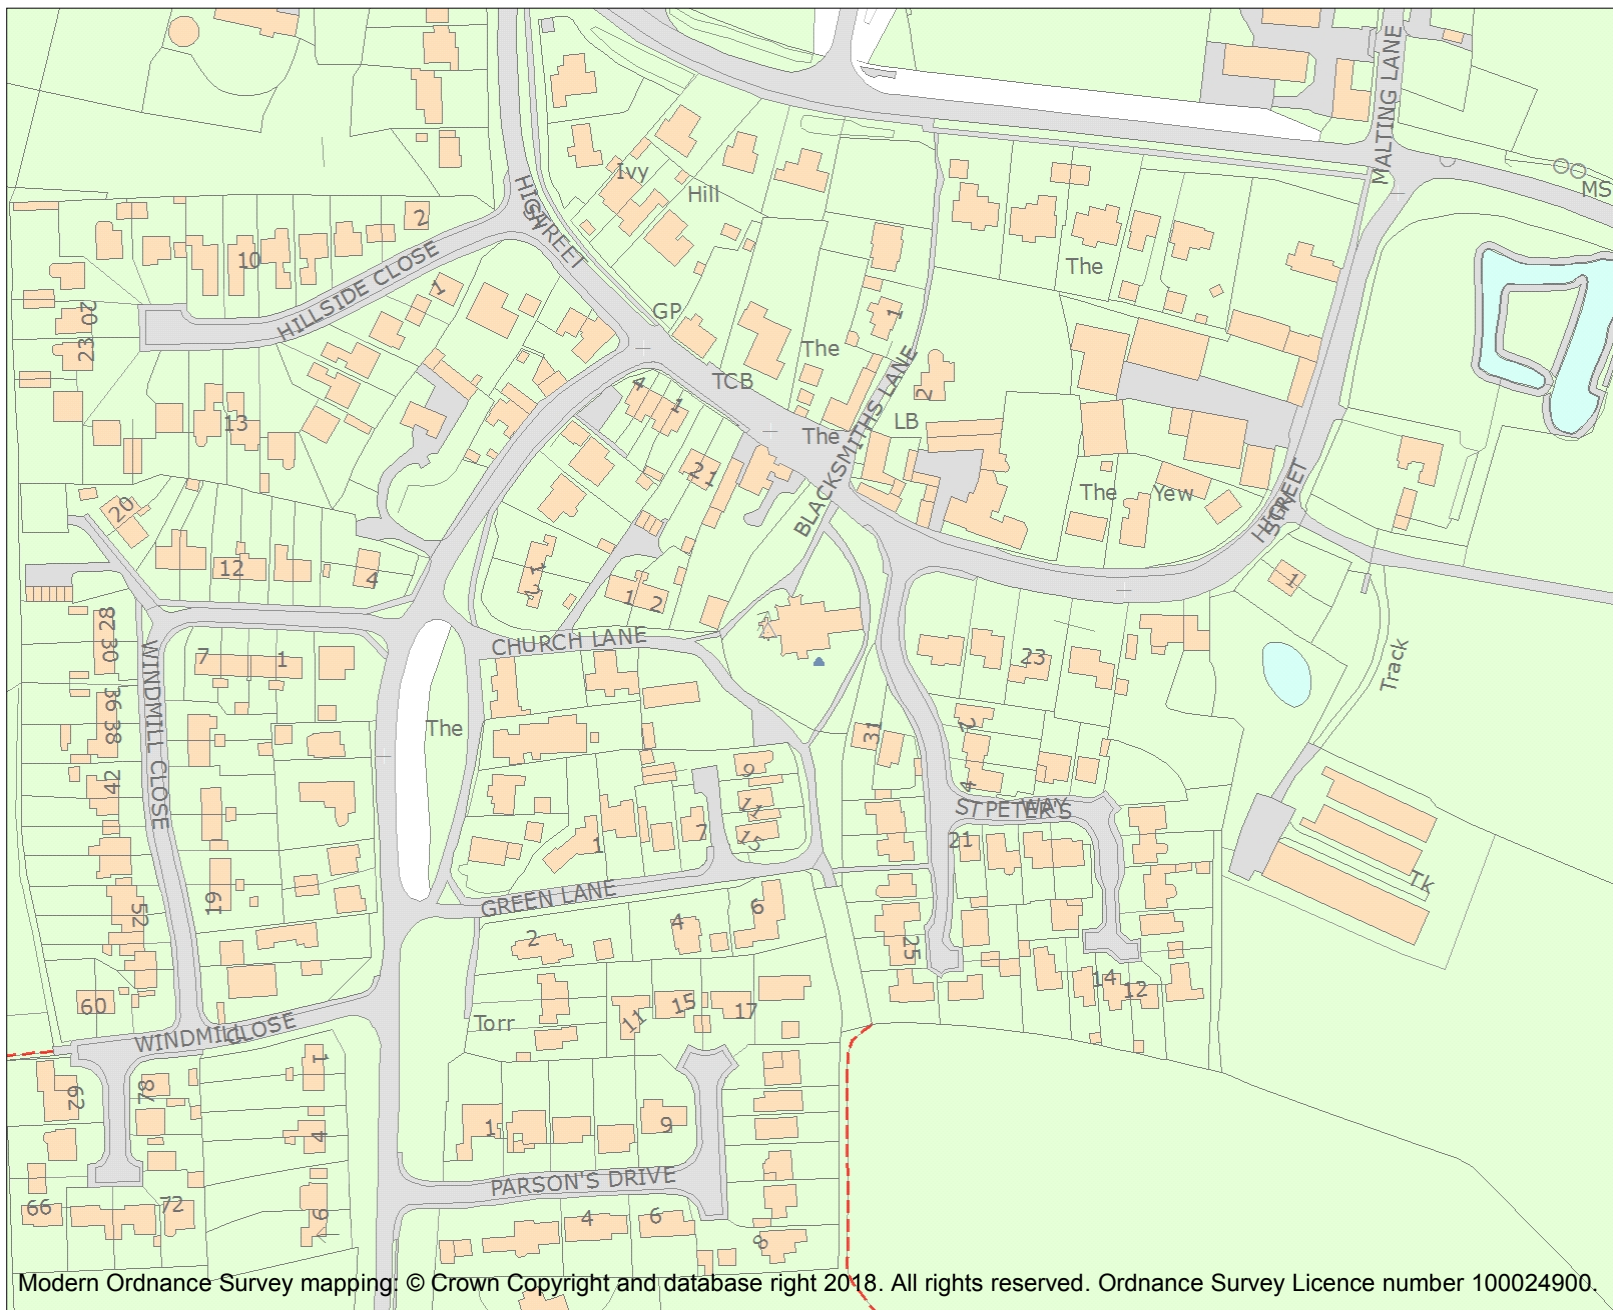 MALTING LANE
Ivy
Hill
MS
HIGH
STREET
2
10
The
HILLSIDE CLOSE
1
20
23
GP
1
The
TCB
4
1
2
The
LB
BLACKSMITHS LANE
13
21
The
Yew
HIGH
STREET
20
12
4
1
2
1
1 2
28 30
CHURCH LANE
WINDMILL CLOSE
7
1
23
Track
36 38
The
31
2
9
42
11
4
ST PETER'S
WAY
7
15
1
21
Tk
19
52
GREEN LANE
6
4
2
25
14
12
60
15
17
11
Torr
WINDMILL
CLOSE
1
62
78
1
9
4
PARSON'S DRIVE
66
72
4
6
8
Modern Ordnance Survey mapping: © Crown Copyright and database right 2018. All rights reserved. Ordnance Survey Licence number 100024900.